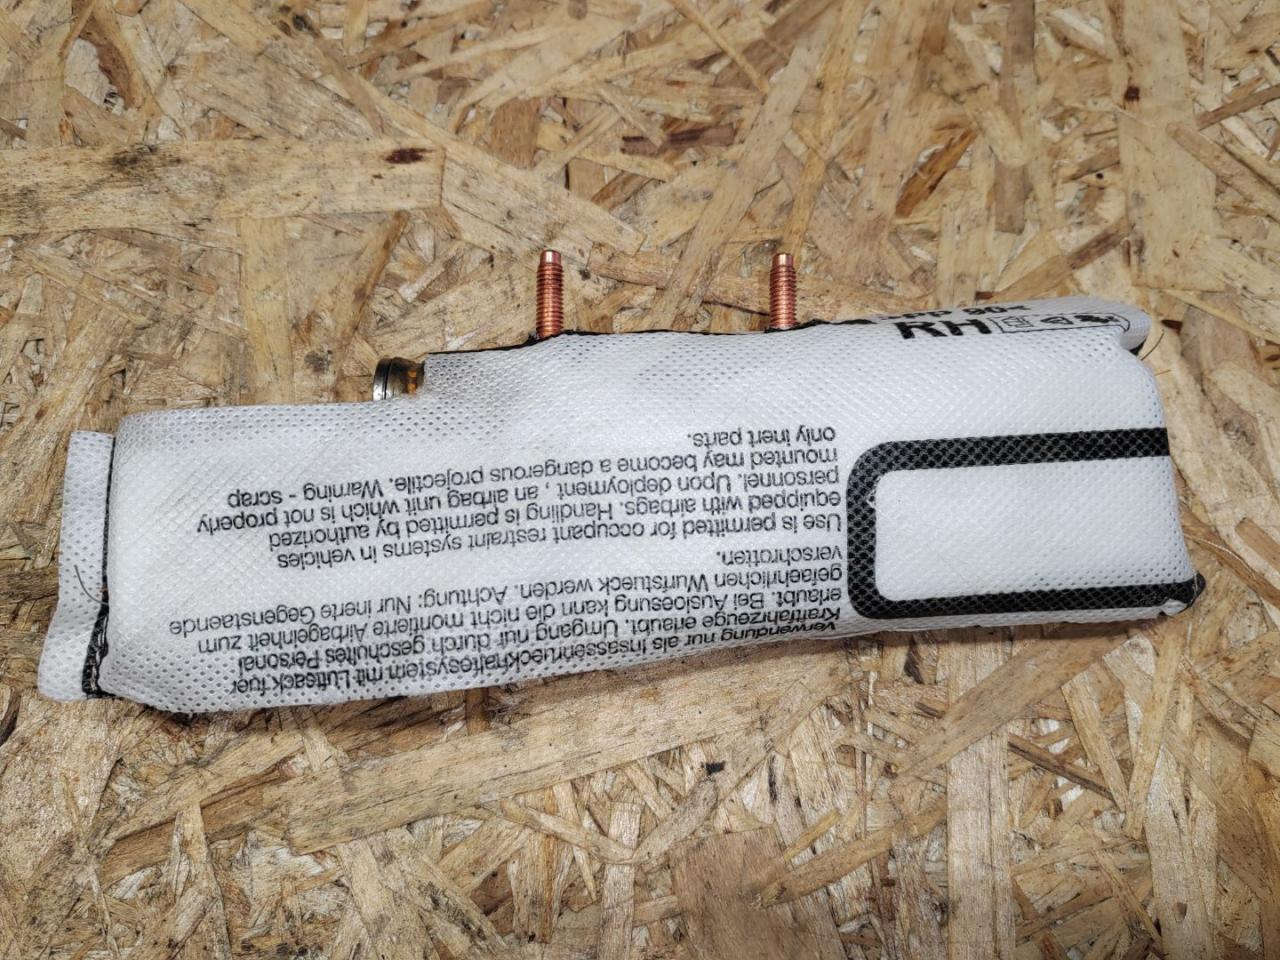 Verwendung nur als Insassenrueckhaltesystem mit Luftsack fuer
Kraftfahrzeuge erlaubt. Umgang nur durch geschultes Personal
erlaubt. Bei Ausloesung kann die nicht montierte Airbageinheit zum
gefaehrlichen Wurfstueck werden. Achtung: Nur inerte Gegenstaende
verschrotten.
Use is permitted for occupant restraint systems in vehicles
equipped with airbags. Handling is permitted by authorized
personnel. Upon deployment , an airbag unit which is not properly
mounted may become a dangerous projectile. Warning - scrap
only inert parts.
RH